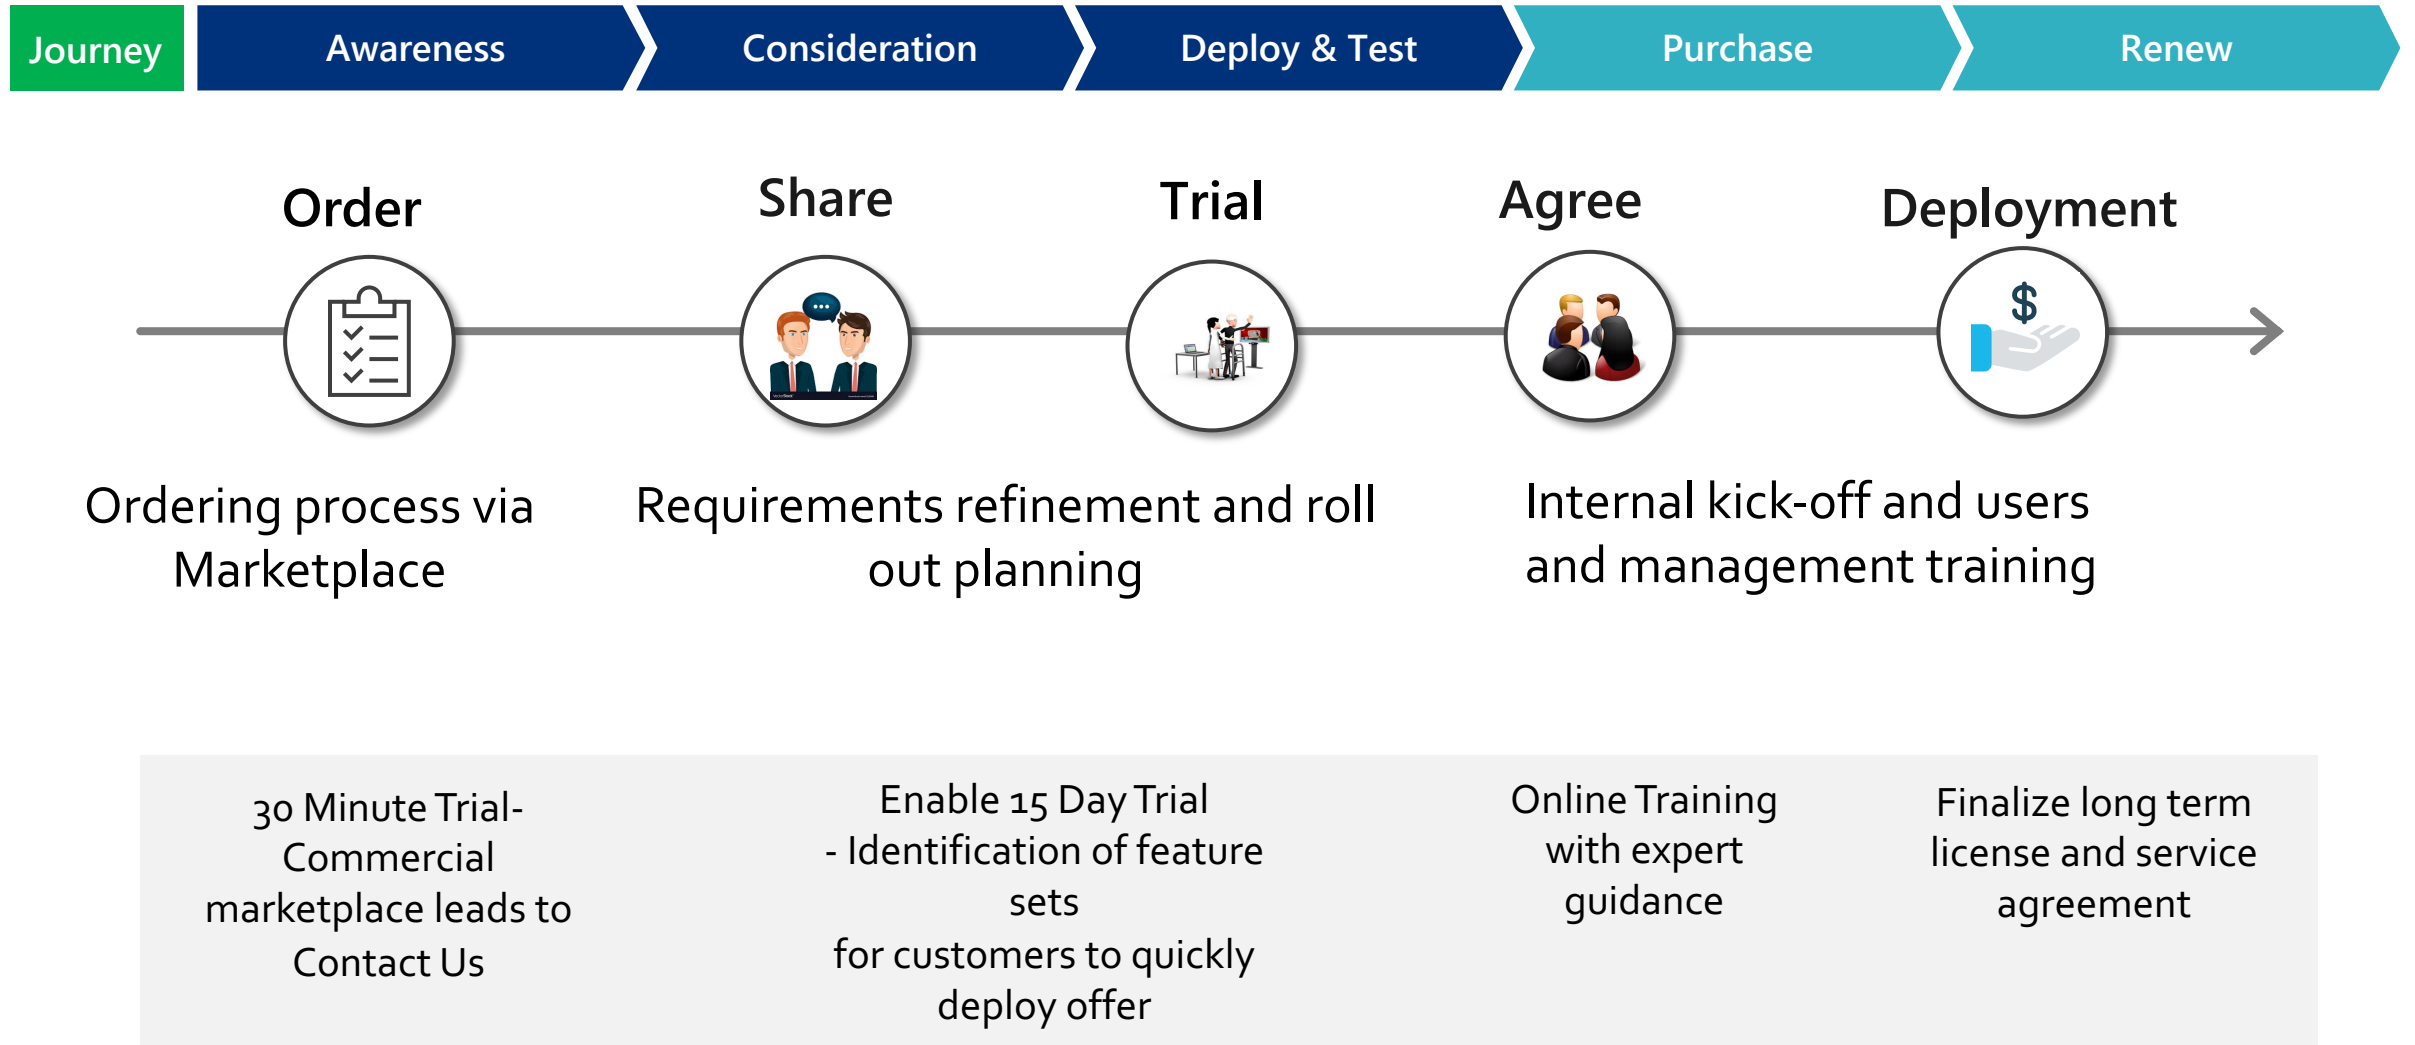 Journey
Awareness
Consideration
Deploy & Test
Purchase
Renew
Order
Share
Trial
Agree
Deployment
$
Ordering process via
Marketplace
Requirements refinement and roll
out planning
Internal kick-off and users
and management training
30 Minute Trial-
Commercial
marketplace leads to
Contact Us
Enable 15 Day Trial
- Identification of feature
sets
for customers to quickly
deploy offer
Online Training
with expert
guidance
Finalize long term
license and service
agreement